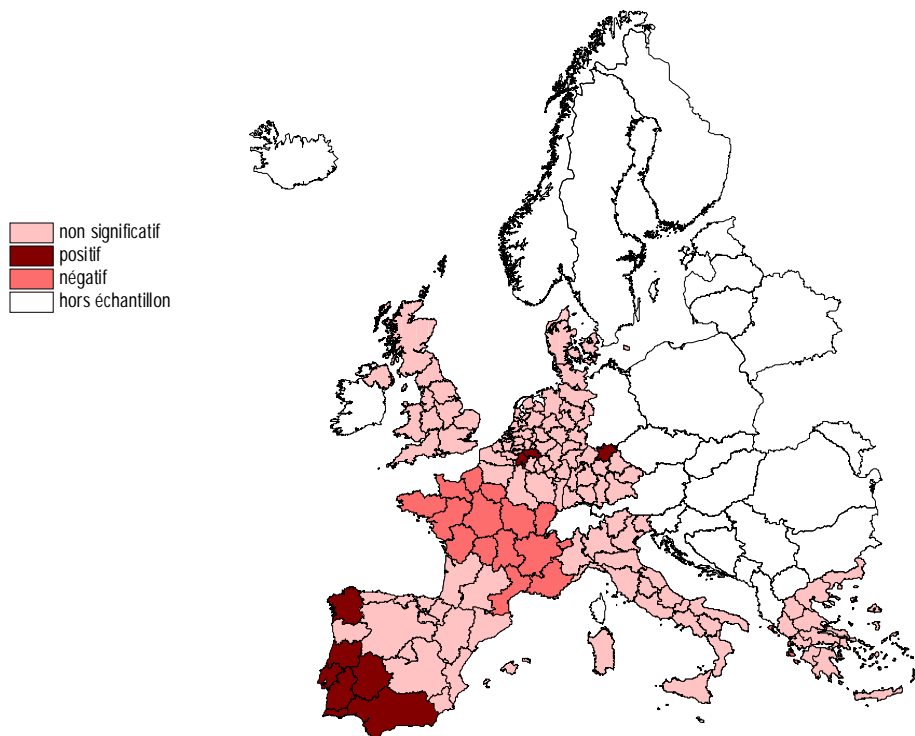 non significatif
positif
négatif
hors échantillon